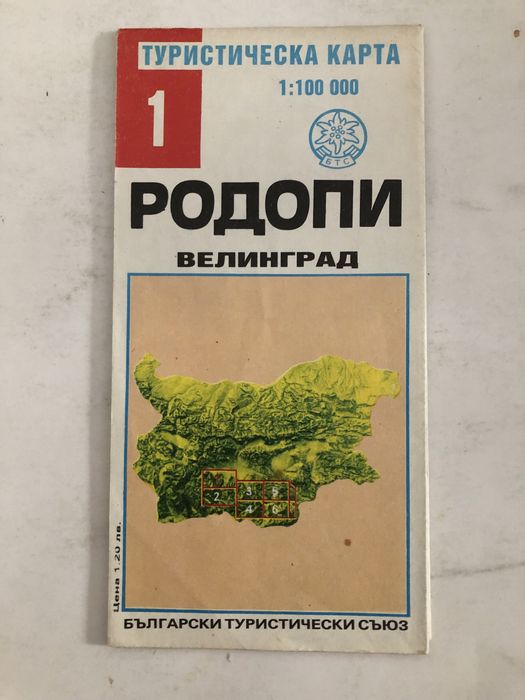 ТУРИСТИЧЕСКА КАРТА
1:100 000
1
БТС
РОДОПИ
ВЕЛИНГРАД
2
3
5
4
6
Цена 1.20 лв.
БЪЛГАРСКИ ТУРИСТИЧЕСКИ СЪЮЗ